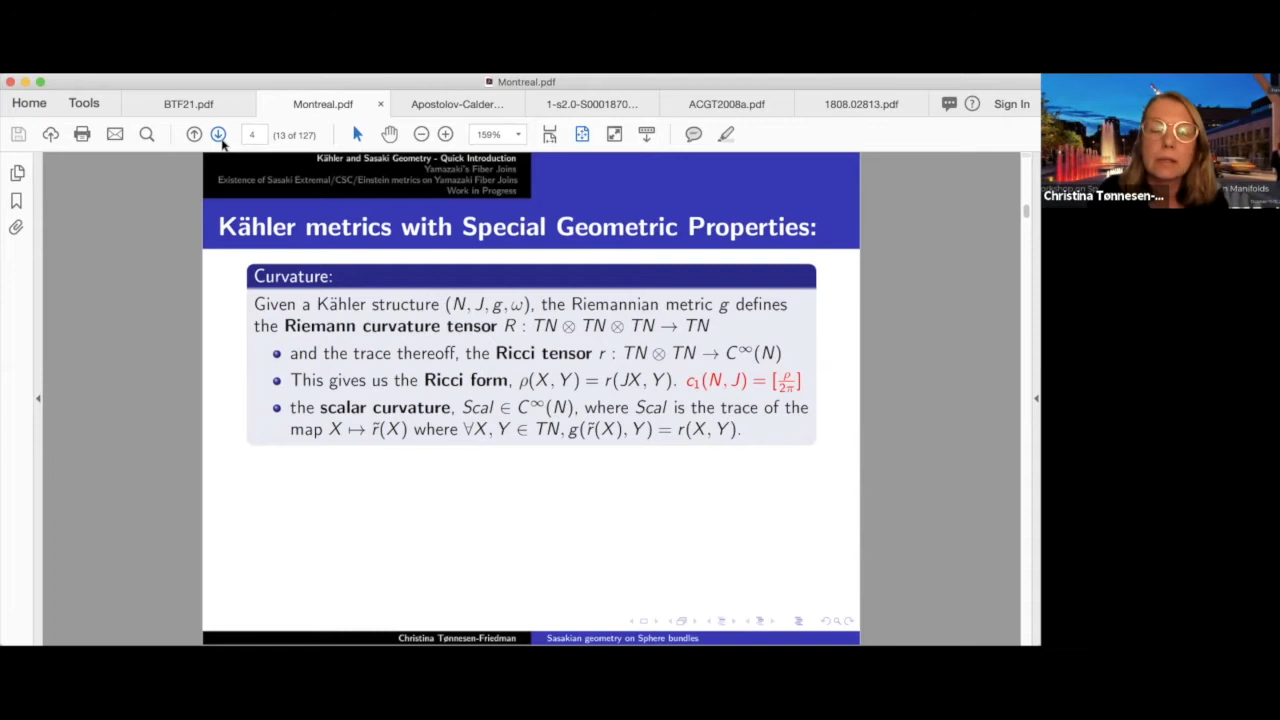 Montreal.pdf
Home
Tools
BTF21.pdf
Montreal.pdf
×
Apostolov-Calder...
1-s2.0-S0001870...
ACGT2008a.pdf
1808.02813.pdf
Sign In
4
(13 of 127)
159%
Kähler and Sasaki Geometry - Quick Introduction
Yamazaki's Fiber Joins
Existence of Sasaki Extremal/CSC/Einstein metrics on Yamazaki Fiber Joins
Work in Progress
Kähler metrics with Special Geometric Properties:
Curvature:
Given a Kähler structure (N, J, g, ω), the Riemannian metric g defines
the Riemann curvature tensor R : TN ⊗ TN ⊗ TN → TN
and the trace thereoff, the Ricci tensor r : TN ⊗ TN → C^∞(N)
This gives us the Ricci form, ρ(X, Y) = r(JX, Y). c₁(N, J) = [ρ/2π]
the scalar curvature, Scal ∈ C^∞(N), where Scal is the trace of the
map X ↦ r̃(X) where ∀X, Y ∈ TN, g(r̃(X), Y) = r(X, Y).
Christina Tønnesen-Friedman
Sasakian geometry on Sphere bundles
n Manifolds
Christina Tønnesen-...